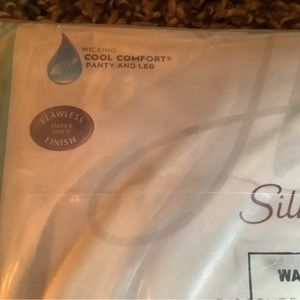 WICKING
COOL COMFORT®
PANTY AND LEG
FLAWLESS
SUPER
SOFT
FINISH
Sil
WA